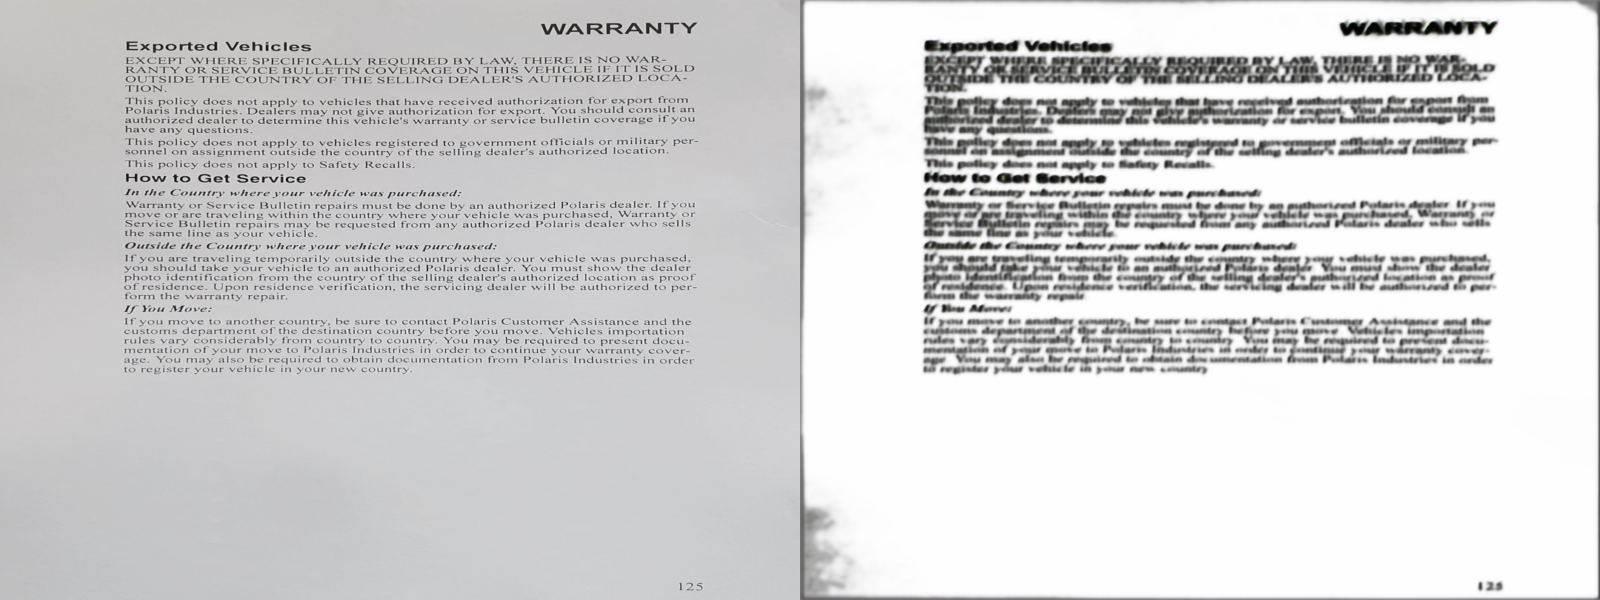 WARRANTY
Exported Vehicles
EXCEPT WHERE SPECIFICALLY REQUIRED BY LAW, THERE IS NO WAR-
RANTY OR SERVICE BULLETIN COVERAGE ON THIS VEHICLE IF IT IS SOLD
OUTSIDE THE COUNTRY OF THE SELLING DEALER'S AUTHORIZED LOCA-
TION.
This policy does not apply to vehicles that have received authorization for export from
Polaris Industries. Dealers may not give authorization for export. You should consult an
authorized dealer to determine this vehicle's warranty or service bulletin coverage if you
have any questions.
This policy does not apply to vehicles registered to government officials or military per-
sonnel on assignment outside the country of the selling dealer's authorized location.
This policy does not apply to Safety Recalls.
How to Get Service
In the Country where your vehicle was purchased:
Warranty or Service Bulletin repairs must be done by an authorized Polaris dealer. If you
move or are traveling within the country where your vehicle was purchased, Warranty or
Service Bulletin repairs may be requested from any authorized Polaris dealer who sells
the same line as your vehicle.
Outside the Country where your vehicle was purchased:
If you are traveling temporarily outside the country where your vehicle was purchased,
you should take your vehicle to an authorized Polaris dealer. You must show the dealer
photo identification from the country of the selling dealer's authorized location as proof
of residence. Upon residence verification, the servicing dealer will be authorized to per-
form the warranty repair.
If You Move:
If you move to another country, be sure to contact Polaris Customer Assistance and the
customs department of the destination country before you move. Vehicles importation
rules vary considerably from country to country. You may be required to present docu-
mentation of your move to Polaris Industries in order to continue your warranty cover-
age. You may also be required to obtain documentation from Polaris Industries in order
to register your vehicle in your new country.
125
WARRANTY
Exported Vehicles
EXCEPT WHERE SPECIFICALLY REQUIRED BY LAW, THERE IS NO WAR-
RANTY OR SERVICE BULLETIN COVERAGE ON THIS VEHICLE IF IT IS SOLD
OUTSIDE THE COUNTRY OF THE SELLING DEALER'S AUTHORIZED LOCA-
TION.
This policy does not apply to vehicles that have received authorization for export from
Polaris Industries. Dealers may not give authorization for export. You should consult an
authorized dealer to determine this vehicle's warranty or service bulletin coverage if you
have any questions.
This policy does not apply to vehicles registered to government officials or military per-
sonnel on assignment outside the country of the selling dealer's authorized location.
This policy does not apply to Safety Recalls.
How to Get Service
In the Country where your vehicle was purchased:
Warranty or Service Bulletin repairs must be done by an authorized Polaris dealer. If you
move or are traveling within the country where your vehicle was purchased, Warranty or
Service Bulletin repairs may be requested from any authorized Polaris dealer who sells
the same line as your vehicle.
Outside the Country where your vehicle was purchased:
If you are traveling temporarily outside the country where your vehicle was purchased,
you should take your vehicle to an authorized Polaris dealer. You must show the dealer
photo identification from the country of the selling dealer's authorized location as proof
of residence. Upon residence verification, the servicing dealer will be authorized to per-
form the warranty repair.
If You Move:
If you move to another country, be sure to contact Polaris Customer Assistance and the
customs department of the destination country before you move. Vehicles importation
rules vary considerably from country to country. You may be required to present docu-
mentation of your move to Polaris Industries in order to continue your warranty cover-
age. You may also be required to obtain documentation from Polaris Industries in order
to register your vehicle in your new country
125